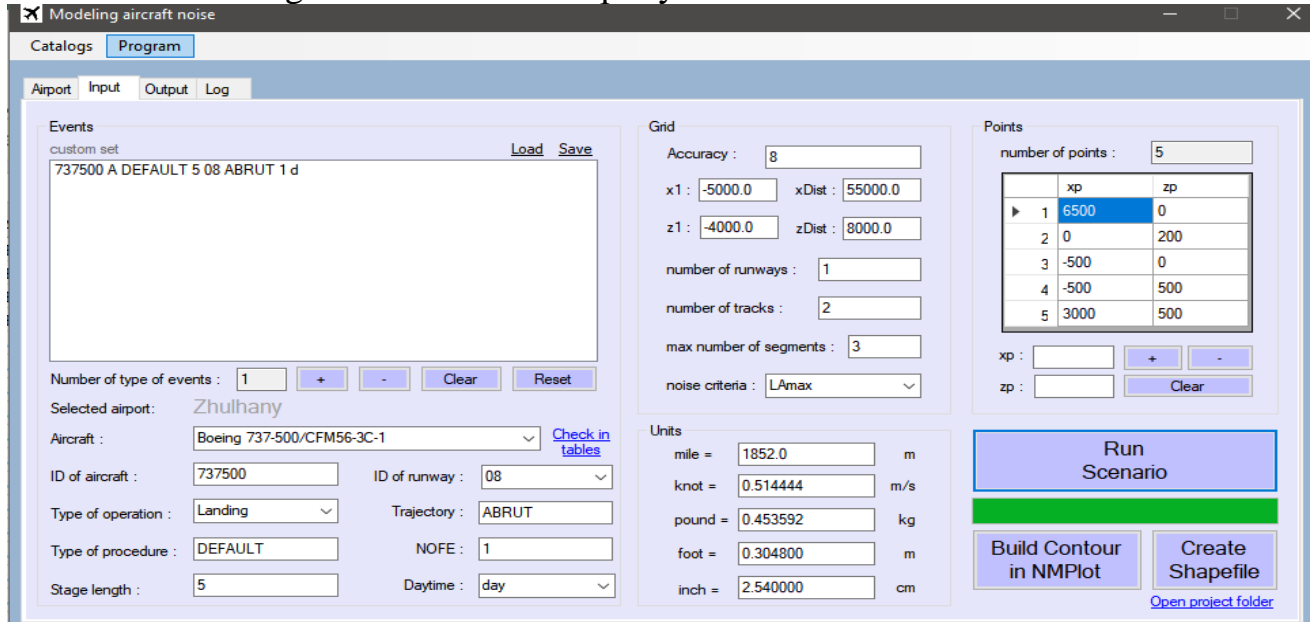 Modeling aircraft noise
Catalogs Program
Airport Input Output Log
Events
custom set Load Save
737500 A DEFAULT 5 08 ABRUT 1 d
Number of type of events : 1 + - Clear Reset
Selected airport: Zhulhany
Aircraft : Boeing 737-500/CFM56-3C-1 Check in tables
ID of aircraft : 737500 ID of runway : 08
Type of operation : Landing Trajectory : ABRUT
Type of procedure : DEFAULT NOFE : 1
Stage length : 5 Daytime : day
Grid
Accuracy : 8
x1 : -5000.0 xDist : 55000.0
z1 : -4000.0 zDist : 8000.0
number of runways : 1
number of tracks : 2
max number of segments : 3
noise criteria : LAmax
Units
mile = 1852.0 m
knot = 0.514444 m/s
pound = 0.453592 kg
foot = 0.304800 m
inch = 2.540000 cm
Points
number of points : 5
xp zp
1 6500 0
2 0 200
3 -500 0
4 -500 500
5 3000 500
xp : + -
zp : Clear
Run
Scenario
Build Contour
in NMPlot
Create
Shapefile
Open project folder